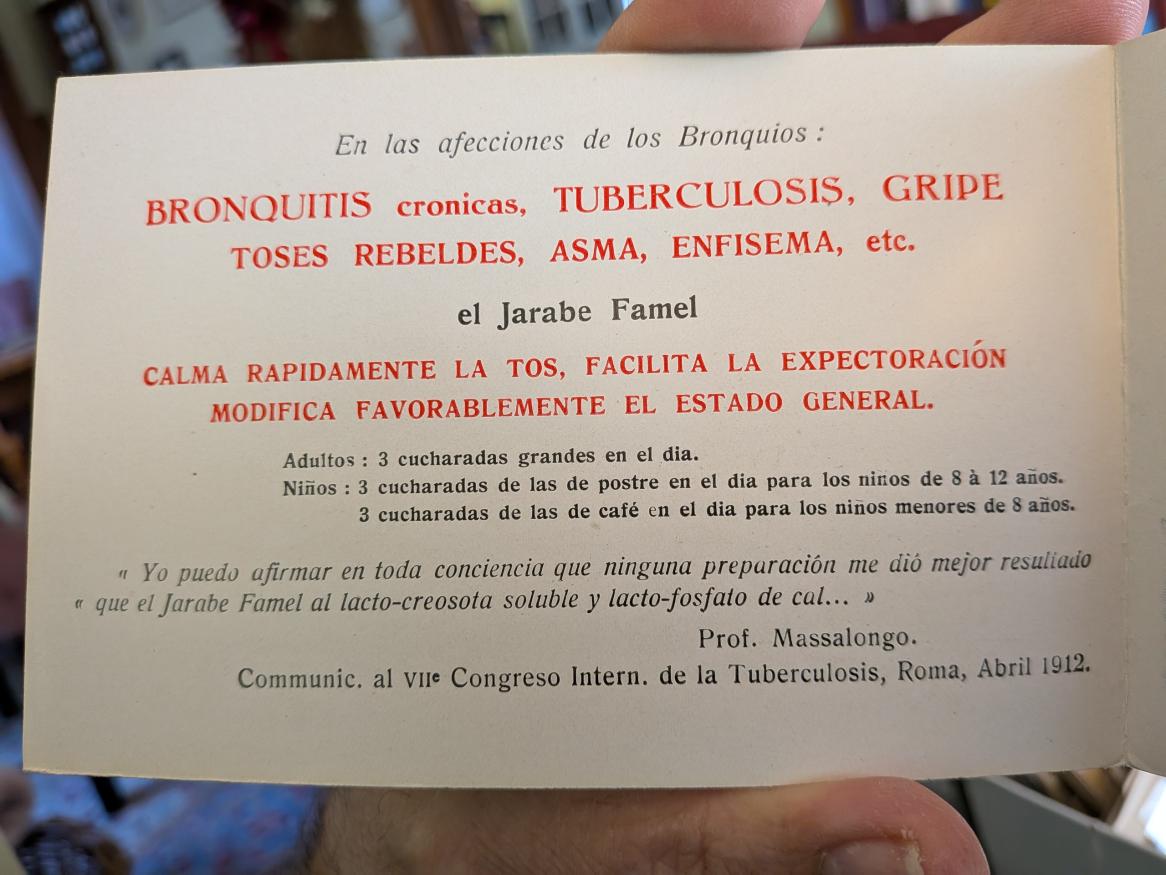 En las afecciones de los Bronquios :
BRONQUITIS cronicas, TUBERCULOSIS, GRIPE
TOSES REBELDES, ASMA, ENFISEMA, etc.
el Jarabe Famel
CALMA RAPIDAMENTE LA TOS, FACILITA LA EXPECTORACIÓN
MODIFICA FAVORABLEMENTE EL ESTADO GENERAL.
Adultos : 3 cucharadas grandes en el dia.
Niños : 3 cucharadas de las de postre en el dia para los niños de 8 à 12 años.
3 cucharadas de las de café en el dia para los niños menores de 8 años.
« Yo puedo afirmar en toda conciencia que ninguna preparación me dió mejor resultado
« que el Jarabe Famel al lacto-creosota soluble y lacto-fosfato de cal... »
Prof. Massalongo.
Communic. al VIIe Congreso Intern. de la Tuberculosis, Roma, Abril 1912.